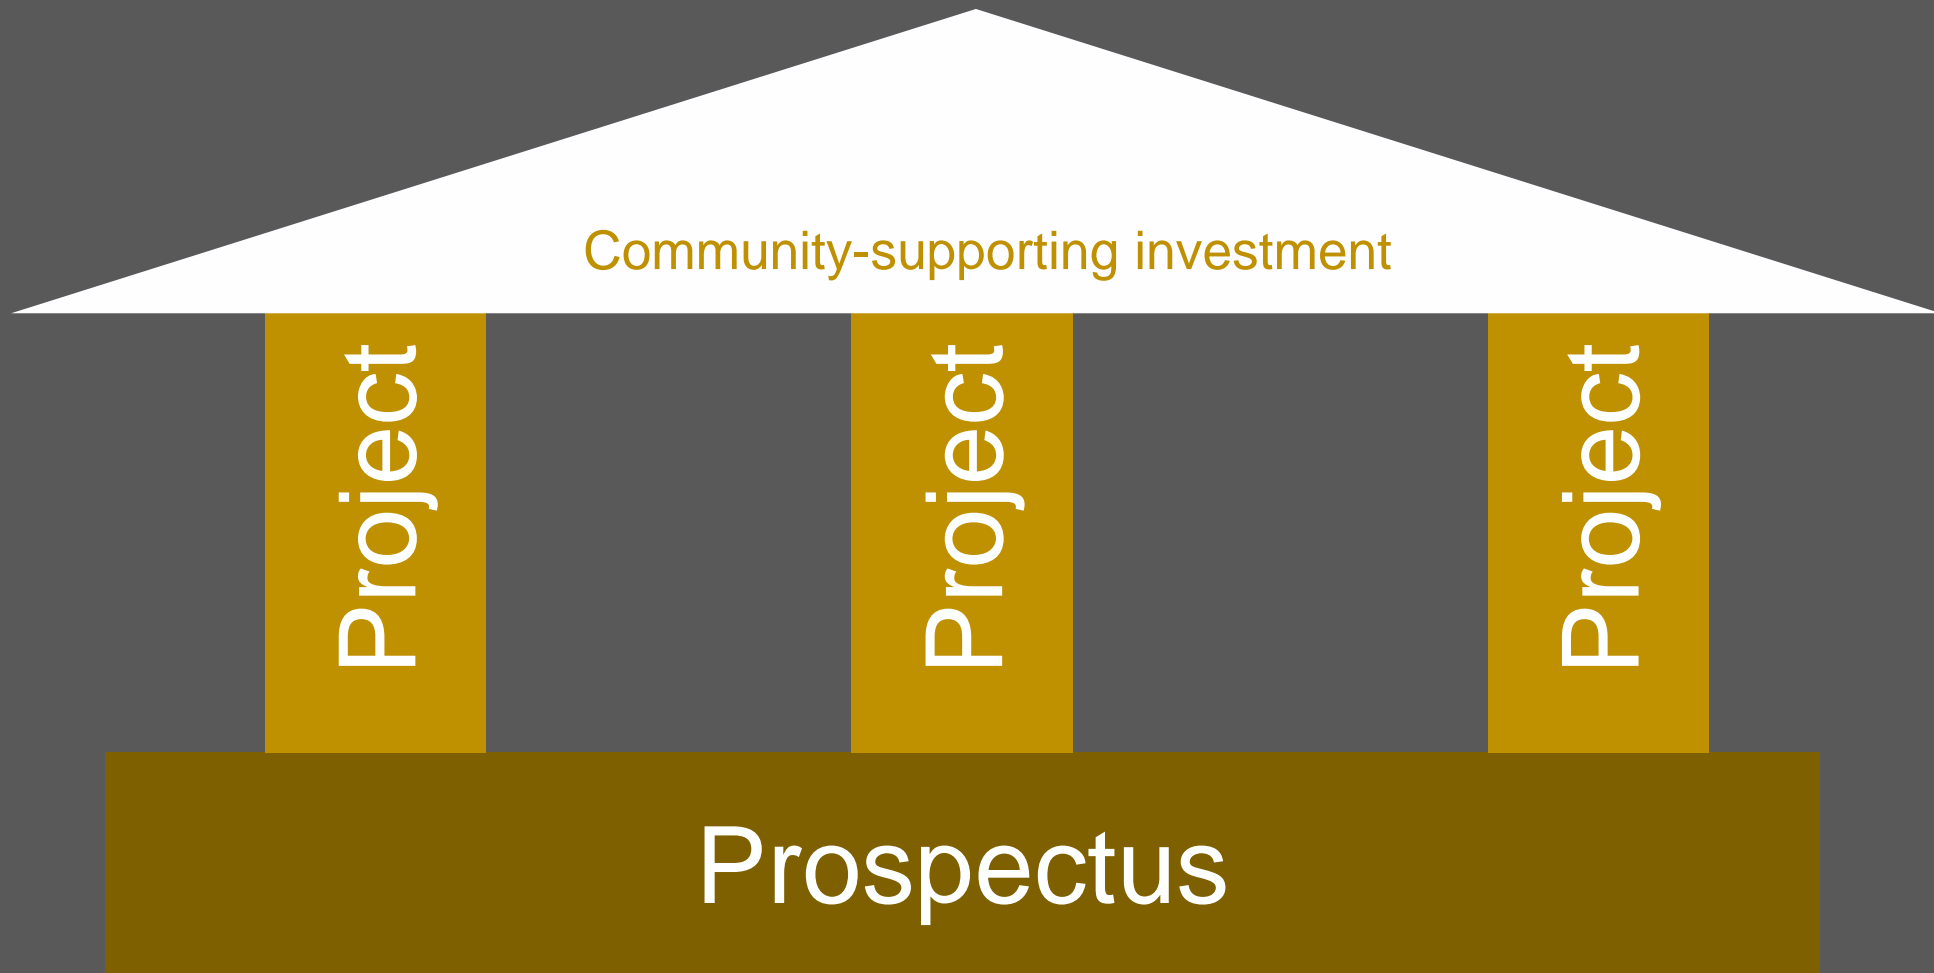 Community-supporting investment
Project
Project
Project
Prospectus